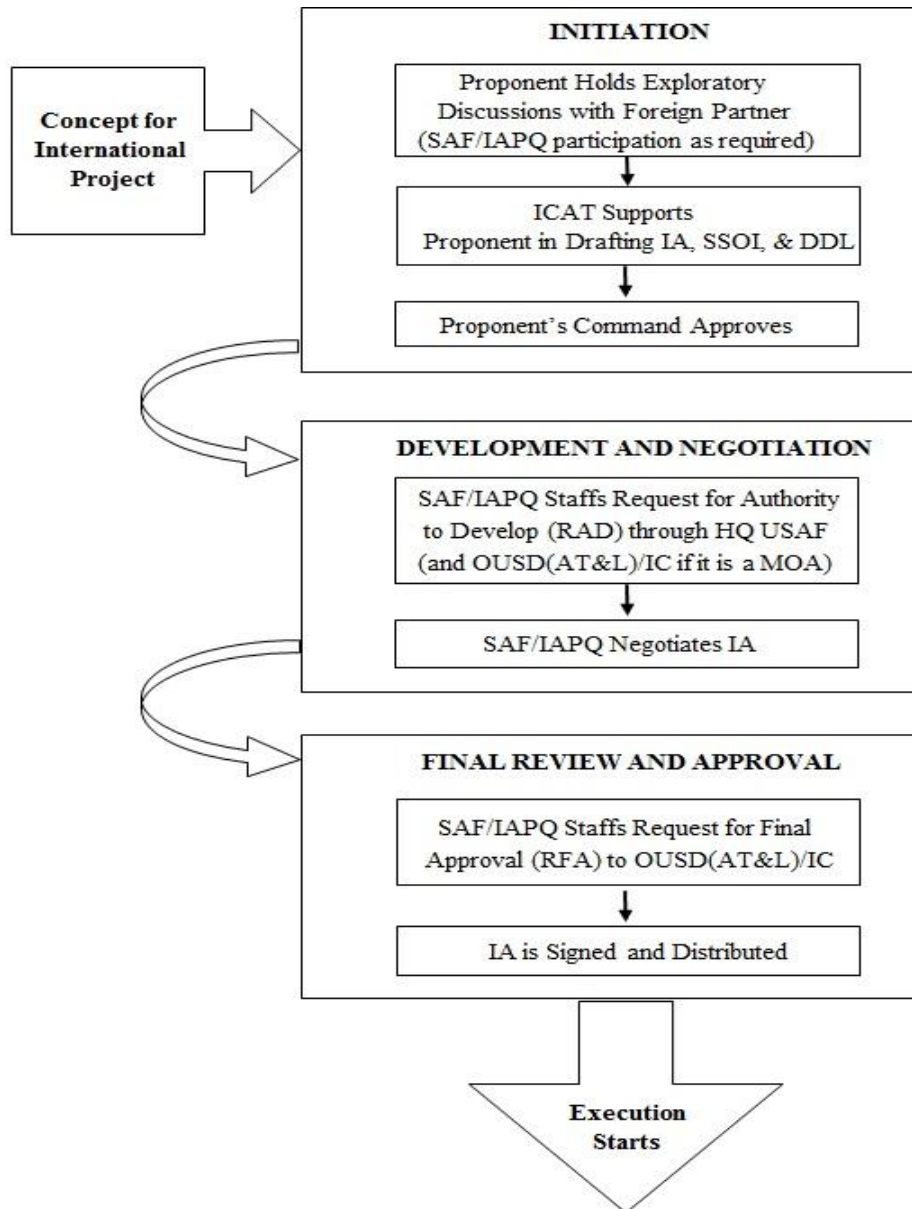 INITIATION
Concept for
International
Project
Proponent Holds Exploratory
Discussions with Foreign Partner
(SAF/IAPQ participation as required)
ICAT Supports
Proponent in Drafting IA, SSOI, & DDL
Proponent’s Command Approves
DEVELOPMENT AND NEGOTIATION
SAF/IAPQ Staffs Request for Authority
to Develop (RAD) through HQ USAF
(and OUSD(AT&L)/IC if it is a MOA)
SAF/IAPQ Negotiates IA
FINAL REVIEW AND APPROVAL
SAF/IAPQ Staffs Request for Final
Approval (RFA) to OUSD(AT&L)/IC
IA is Signed and Distributed
Execution
Starts